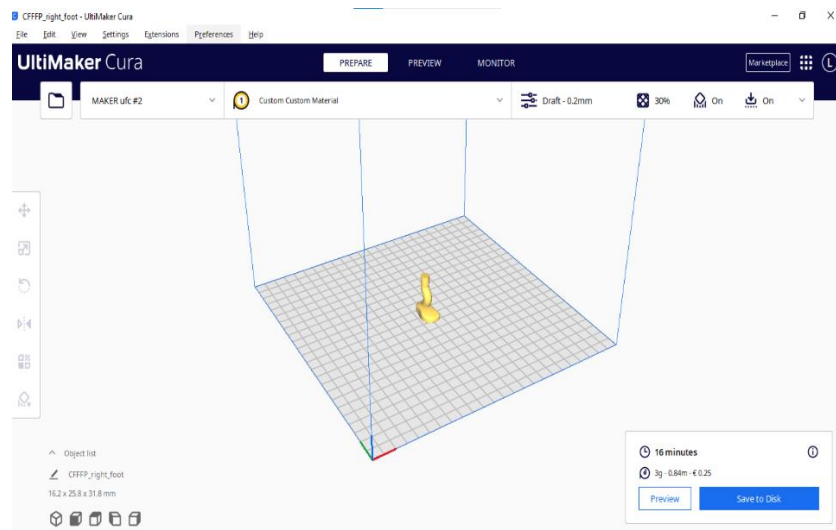 CFFFP_right_foot - UltiMaker Cura
File Edit View Settings Extensions Preferences Help
UltiMaker Cura PREPARE PREVIEW MONITOR Marketplace L
MAKER ufc #2 1 Custom Custom Material Draft - 0.2mm 30% On On
Object list
CFFFP_right_foot
16.2 x 25.8 x 31.8 mm
16 minutes
3g · 0.84m · € 0.25
Preview Save to Disk